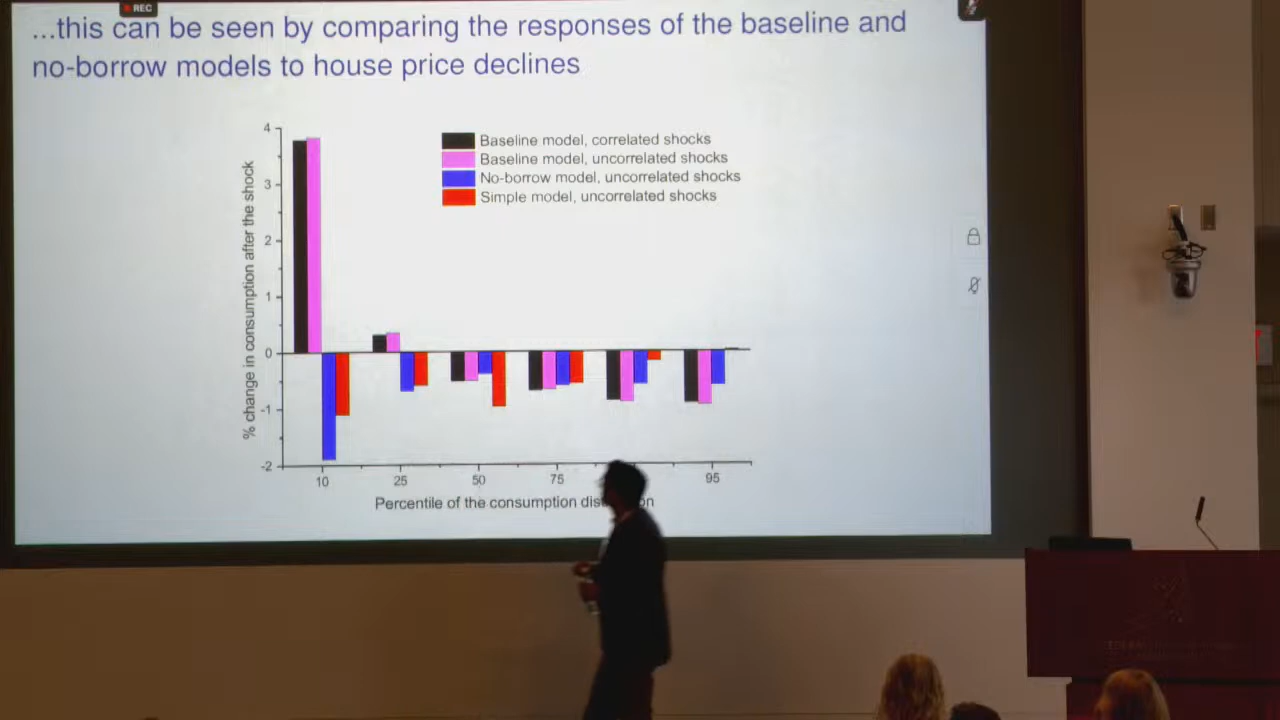 REC
...this can be seen by comparing the responses of the baseline and
no-borrow models to house price declines
% change in consumption after the shock
4
3
2
1
0
-1
-2
Baseline model, correlated shocks
Baseline model, uncorrelated shocks
No-borrow model, uncorrelated shocks
Simple model, uncorrelated shocks
10 25 50 75 95
Percentile of the consumption